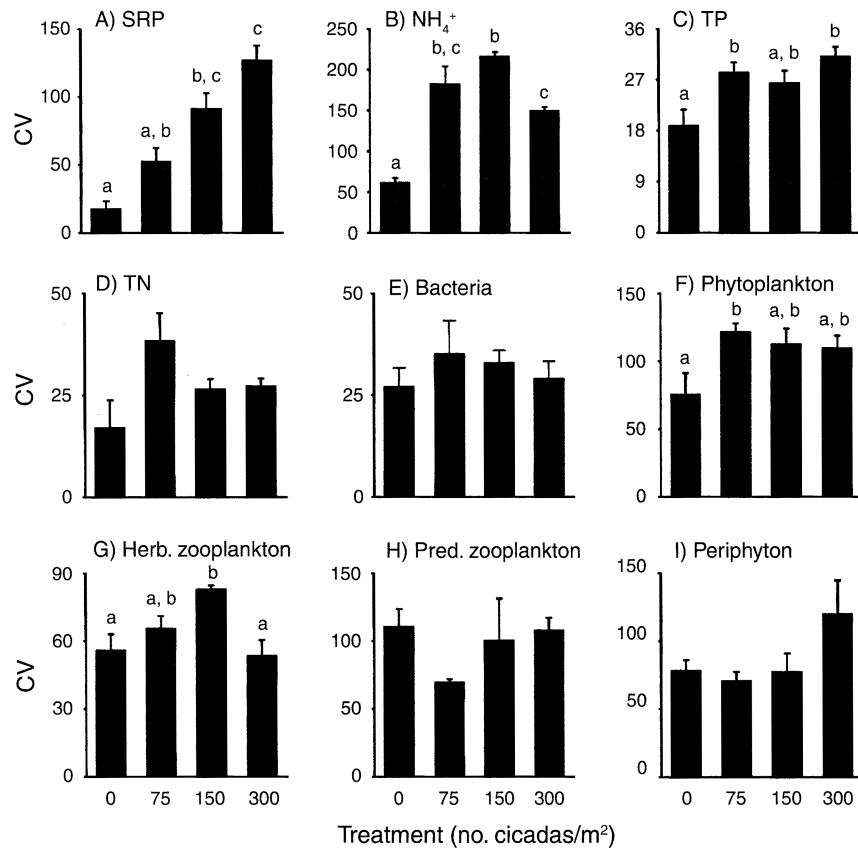 A) SRP
B) NH₄⁺
C) TP
150
100
50
0
CV
a
a, b
b, c
c
250
200
150
100
50
0
a
b, c
b
c
36
27
18
9
0
a
b
a, b
b
D) TN
E) Bacteria
F) Phytoplankton
50
25
0
CV
50
25
0
150
100
50
0
a
b
a, b
a, b
G) Herb. zooplankton
H) Pred. zooplankton
I) Periphyton
90
60
30
0
CV
a
a, b
b
a
150
100
50
0
150
100
50
0
0 75 150 300
0 75 150 300
0 75 150 300
Treatment (no. cicadas/m²)